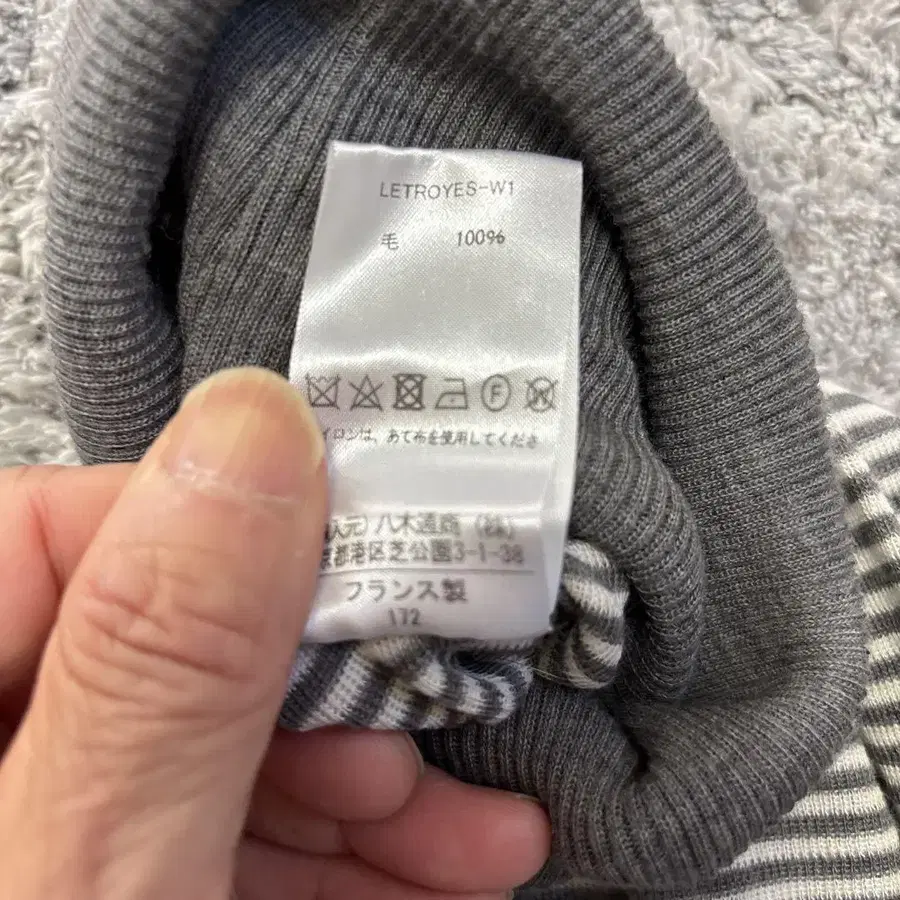 LETROYES-W1
毛 100%
F
イロンは、あて布を使用してくださ
入元) 八木通商 (株)
京都港区芝公園3-1-38
フランス製
172